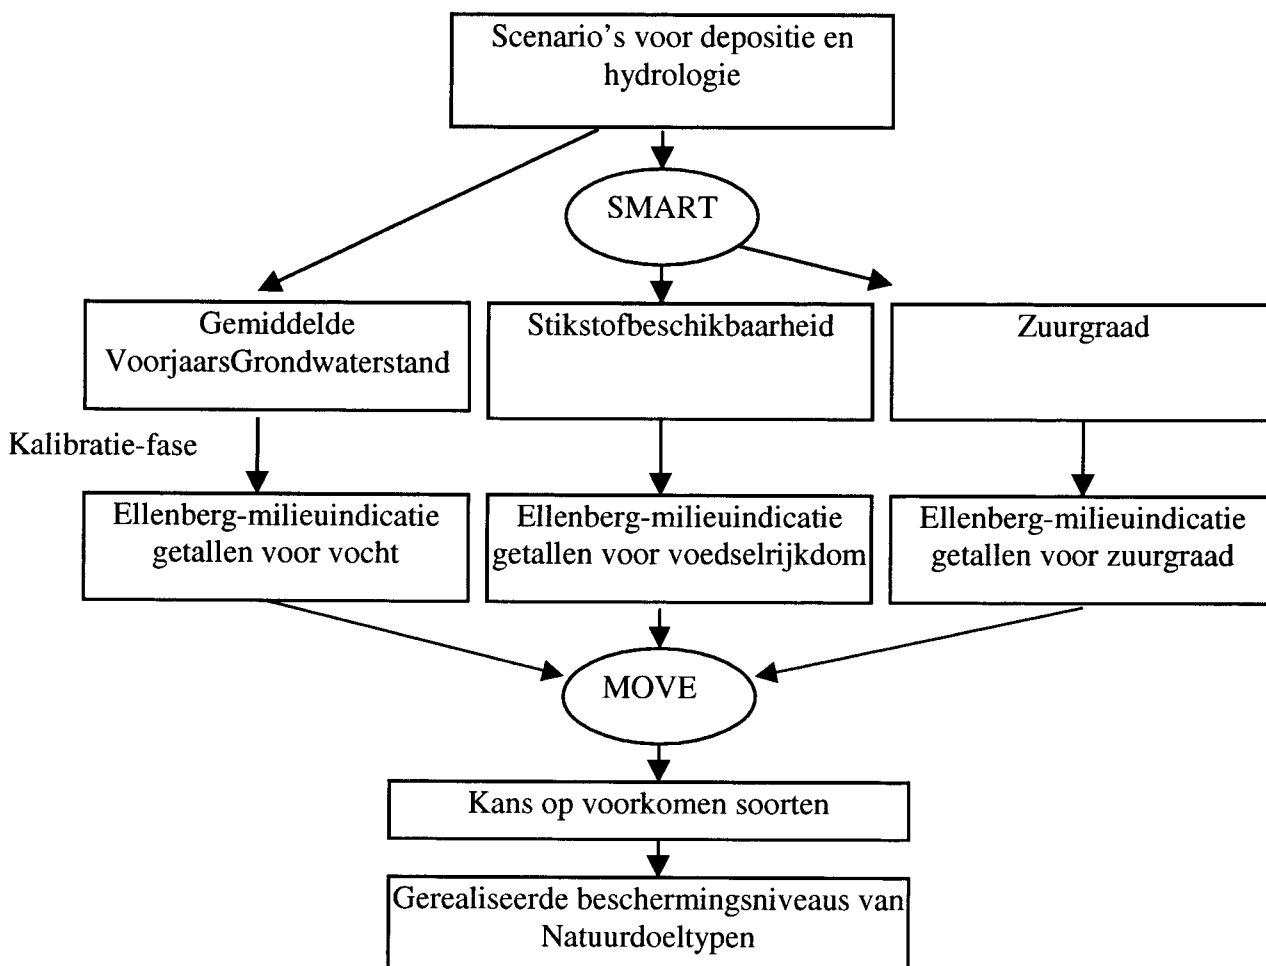 Scenario's voor depositie en
hydrologie
SMART
Gemiddelde
VoorjaarsGrondwaterstand
Stikstofbeschikbaarheid
Zuurgraad
Kalibratie-fase
Ellenberg-milieuindicatie
getallen voor vocht
Ellenberg-milieuindicatie
getallen voor voedselrijkdom
Ellenberg-milieuindicatie
getallen voor zuurgraad
MOVE
Kans op voorkomen soorten
Gerealiseerde beschermingsniveaus van
Natuurdoeltypen